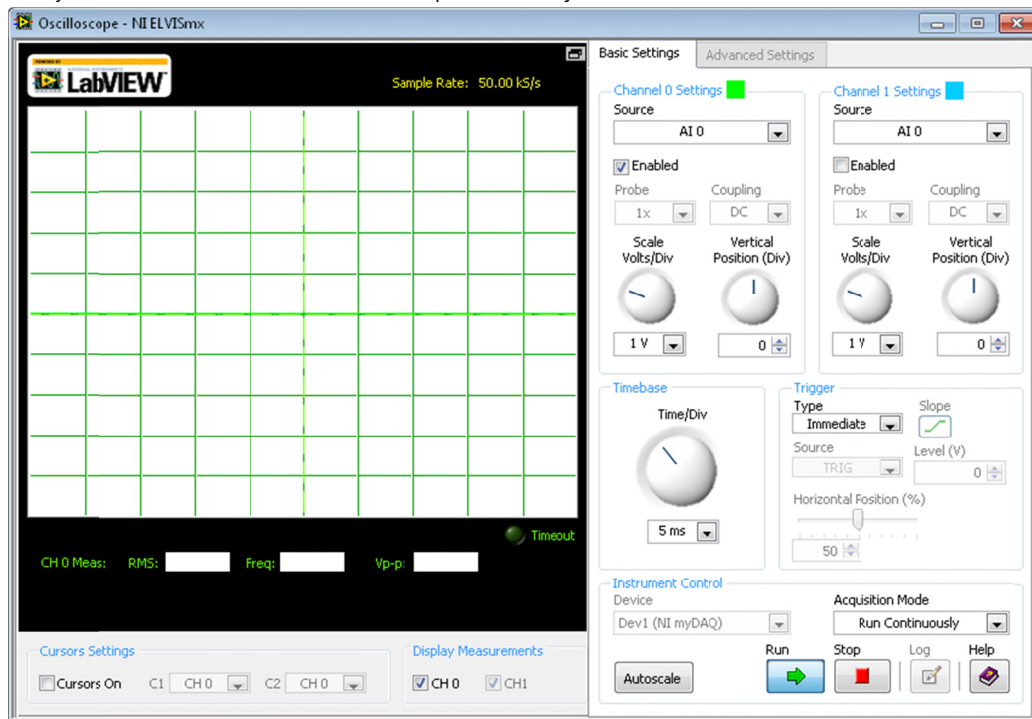 Oscilloscope - NI ELVISmx
LabVIEW
Sample Rate: 50.00 kS/s
Timeout
CH 0 Meas: RMS: Freq: Vp-p:
Cursors Settings
Cursors On C1 CH 0 C2 CH 0
Display Measurements
CH 0 CH1
Basic Settings Advanced Settings
Channel 0 Settings
Source
AI 0
Enabled
Probe Coupling
1x DC
Scale Vertical
Volts/Div Position (Div)
1 V 0
Channel 1 Settings
Source
AI 0
Enabled
Probe Coupling
1x DC
Scale Vertical
Volts/Div Position (Div)
1 V 0
Timebase
Time/Div
5 ms
Trigger
Type Slope
Immediate
Source Level (V)
TRIG 0
Horizontal Position (%)
50
Instrument Control
Device Acquisition Mode
Dev1 (NI myDAQ) Run Continuously
Run Stop Log Help
Autoscale